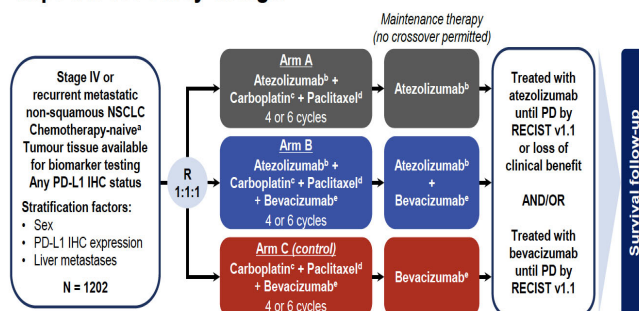 Maintenance therapy
(no crossover permitted)
Stage IV or
recurrent metastatic
non-squamous NSCLC
Chemotherapy-naiveᵃ
Tumour tissue available
for biomarker testing
Any PD-L1 IHC status
Stratification factors:
• Sex
• PD-L1 IHC expression
• Liver metastases
N = 1202
R
1:1:1
Arm A
Atezolizumabᵇ +
Carboplatinᶜ + Paclitaxelᵈ
4 or 6 cycles
Atezolizumabᵇ
Arm B
Atezolizumabᵇ +
Carboplatinᶜ + Paclitaxelᵈ
+ Bevacizumabᵉ
4 or 6 cycles
Atezolizumabᵇ
+
Bevacizumabᵉ
Arm C (control)
Carboplatinᶜ + Paclitaxelᵈ
+ Bevacizumabᵉ
4 or 6 cycles
Bevacizumabᵉ
Treated with
atezolizumab
until PD by
RECIST v1.1
or loss of
clinical benefit
AND/OR
Treated with
bevacizumab
until PD by
RECIST v1.1
Survival follow-up